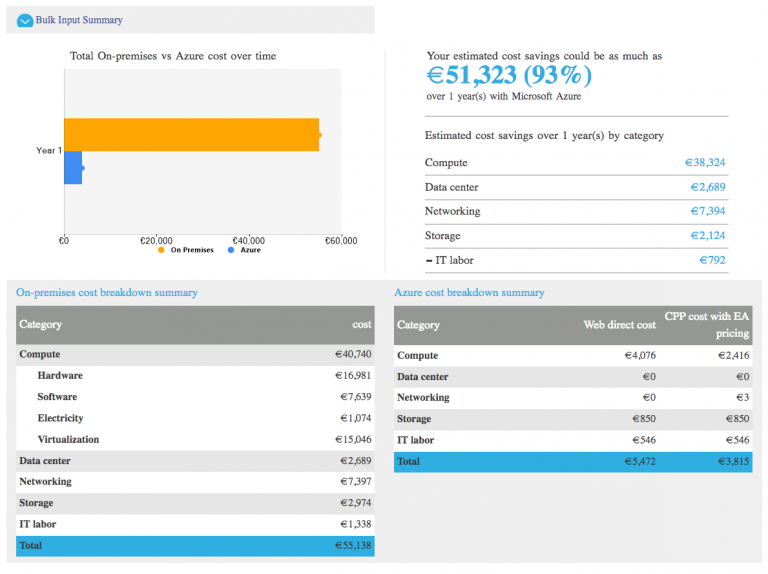 Bulk Input Summary
Total On-premises vs Azure cost over time
Year 1
€0 €20,000 €40,000 €60,000
On Premises Azure
Your estimated cost savings could be as much as
€51,323 (93%)
over 1 year(s) with Microsoft Azure
Estimated cost savings over 1 year(s) by category
Compute €38,324
Data center €2,689
Networking €7,394
Storage €2,124
– IT labor €792
On-premises cost breakdown summary
Category cost
Compute €40,740
Hardware €16,981
Software €7,639
Electricity €1,074
Virtualization €15,046
Data center €2,689
Networking €7,397
Storage €2,974
IT labor €1,338
Total €55,138
Azure cost breakdown summary
Category Web direct cost CPP cost with EA
pricing
Compute €4,076 €2,416
Data center €0 €0
Networking €0 €3
Storage €850 €850
IT labor €546 €546
Total €5,472 €3,815